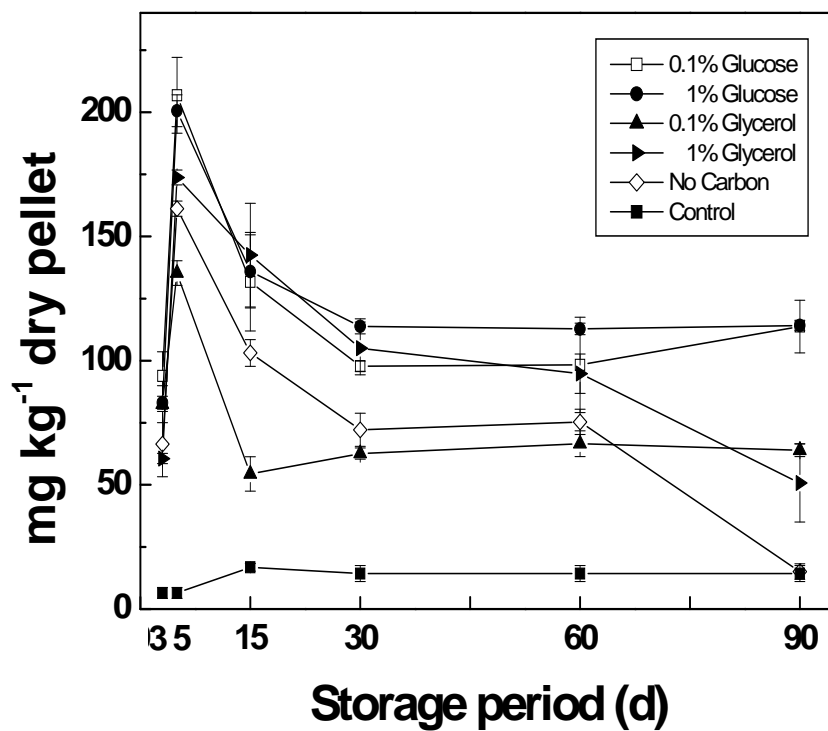 mg kg⁻¹ dry pellet
200
150
100
50
0
0.1% Glucose
1% Glucose
0.1% Glycerol
1% Glycerol
No Carbon
Control
03 5 15 30 60 90
Storage period (d)